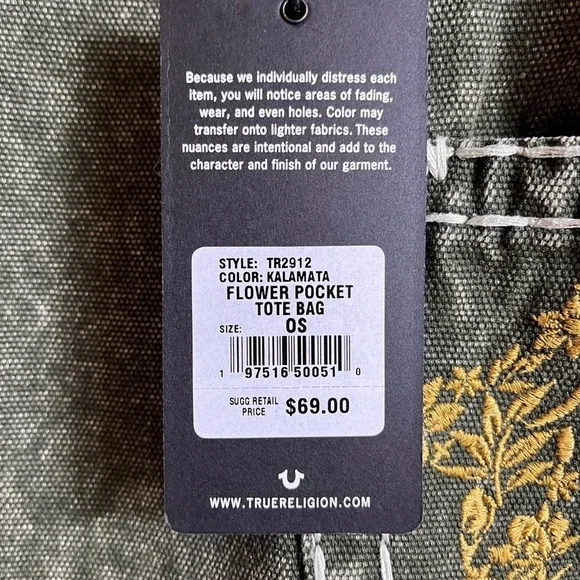 Because we individually distress each
item, you will notice areas of fading,
wear, and even holes. Color may
transfer onto lighter fabrics. These
nuances are intentional and add to the
character and finish of our garment.
STYLE: TR2912
COLOR: KALAMATA
FLOWER POCKET
TOTE BAG
SIZE: OS
1 97516 50051 0
SUGG RETAIL
PRICE $69.00
WWW.TRUERELIGION.COM